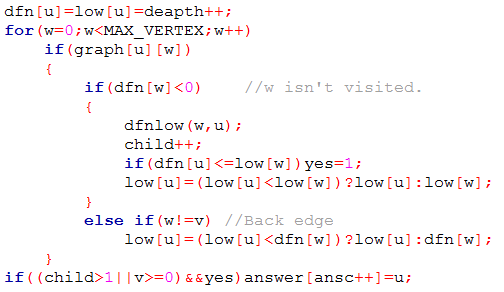 dfn[u]=low[u]=deapth++;
for(w=0;w<MAX_VERTEX;w++)
if(graph[u][w])
{
if(dfn[w]<0) //w isn't visited.
{
dfnlow(w,u);
child++;
if(dfn[u]<=low[w])yes=1;
low[u]=(low[u]<low[w])?low[u]:low[w];
}
else if(w!=v) //Back edge
low[u]=(low[u]<dfn[w])?low[u]:dfn[w];
}
if((child>1||v>=0)&&yes)answer[ansc++]=u;